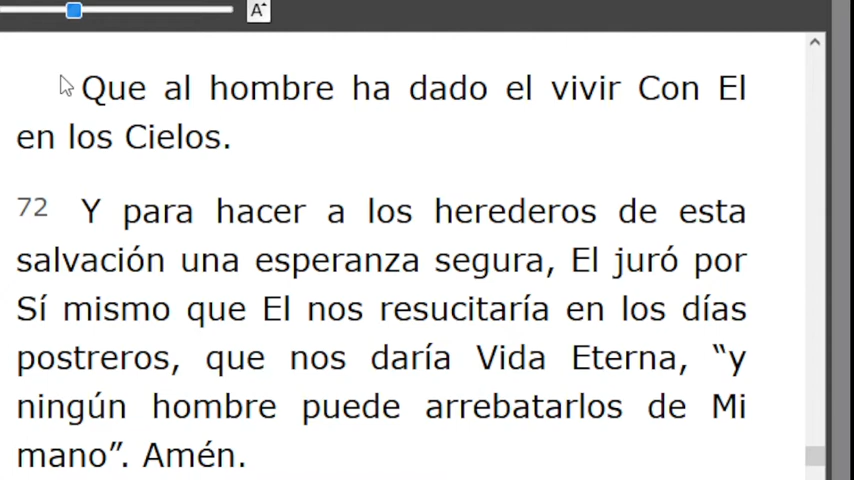 A
Que al hombre ha dado el vivir Con El
en los Cielos.
72 Y para hacer a los herederos de esta
salvación una esperanza segura, El juró por
Sí mismo que El nos resucitaría en los días
postreros, que nos daría Vida Eterna, “y
ningún hombre puede arrebatarlos de Mi
mano”. Amén.